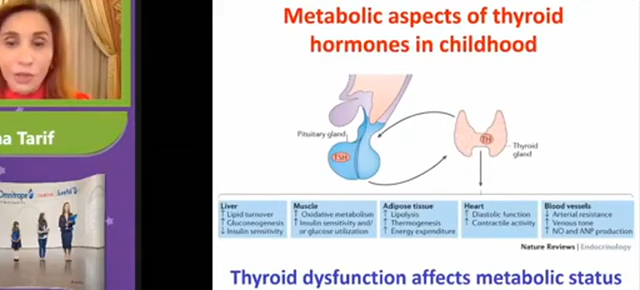 Metabolic aspects of thyroid
hormones in childhood
Pituitary gland
TSH
TH
Thyroid
gland
Liver
↑ Lipid turnover
↑ Gluconeogenesis
↓ Insulin sensitivity
Muscle
↑ Oxidative metabolism
↑ Insulin sensitivity and/
or glucose utilization
Adipose tissue
↑ Lipolysis
↑ Thermogenesis
↑ Energy expenditure
Heart
↑ Diastolic function
↑ Contractile activity
Blood vessels
↓ Arterial resistance
↑ Venous tone
↑ NO and ANP production
Nature Reviews | Endocrinology
Thyroid dysfunction affects metabolic status
a Tarif
Omnitrope